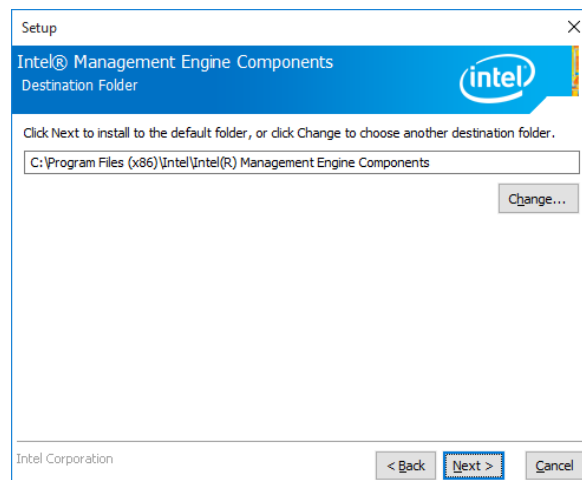 Setup
Intel® Management Engine Components
Destination Folder
intel
Click Next to install to the default folder, or click Change to choose another destination folder.
C:\Program Files (x86)\Intel\Intel(R) Management Engine Components
Change...
Intel Corporation
< Back
Next >
Cancel